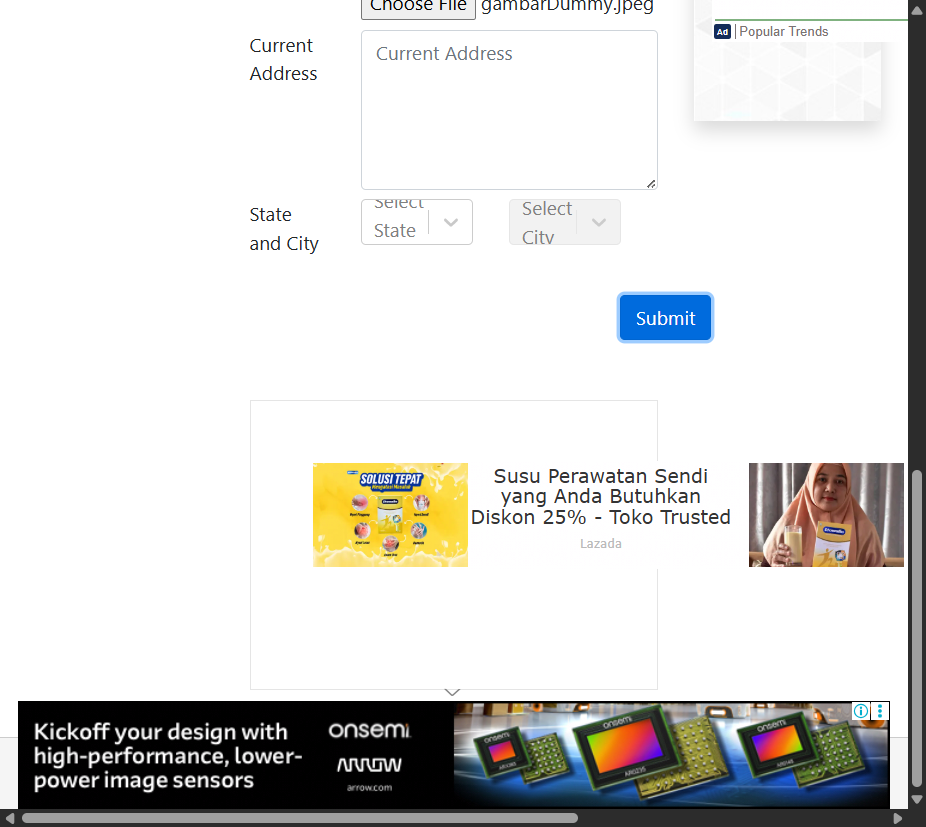 Choose File gambarDummy.jpeg
Ad Popular Trends
Current
Address
Current Address
State
and City
Select
State
Select
City
Submit
SOLUSI TEPAT
Susu Perawatan Sendi
yang Anda Butuhkan
Diskon 25% - Toko Trusted
Lazada
Kickoff your design with
high-performance, lower-
power image sensors
onsemi
ARROW
arrow.com
onsemi
onsemi
AR0235
onsemi